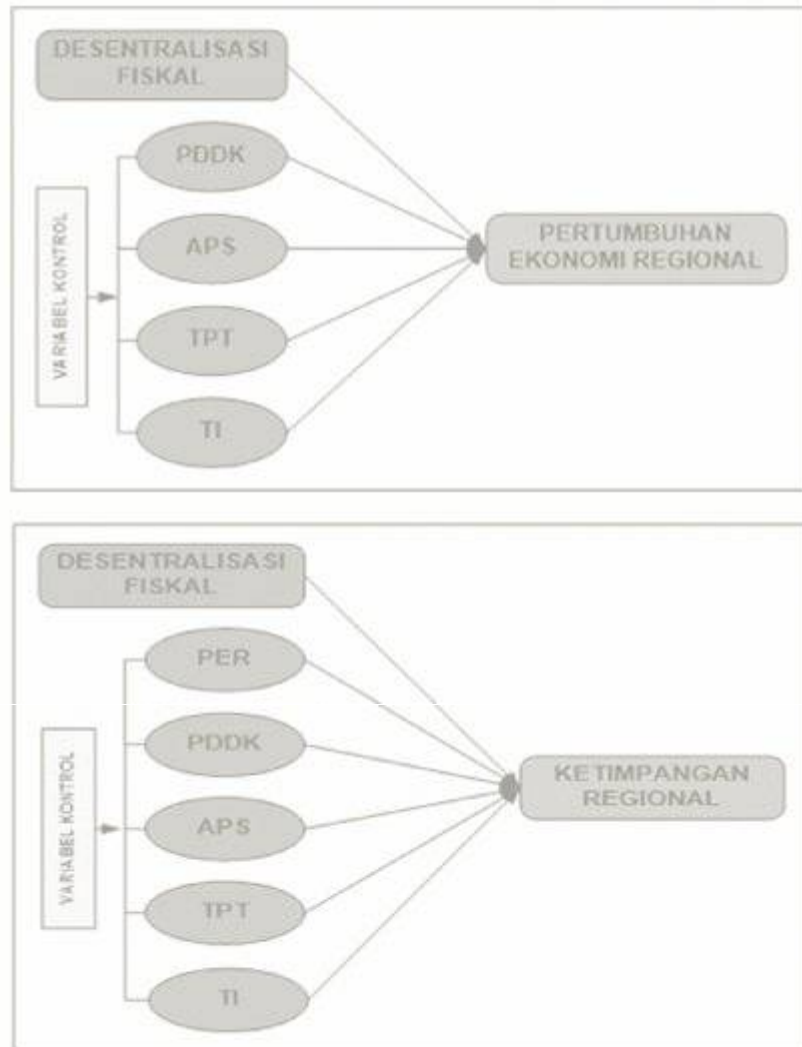 DESENTRALISASI
FISKAL
PDDK
APS
TPT
TI
VARIABEL KONTROL
PERTUMBUHAN
EKONOMI REGIONAL
DESENTRALISASI
FISKAL
PER
PDDK
APS
TPT
TI
VARIABEL KONTROL
KETIMPANGAN
REGIONAL